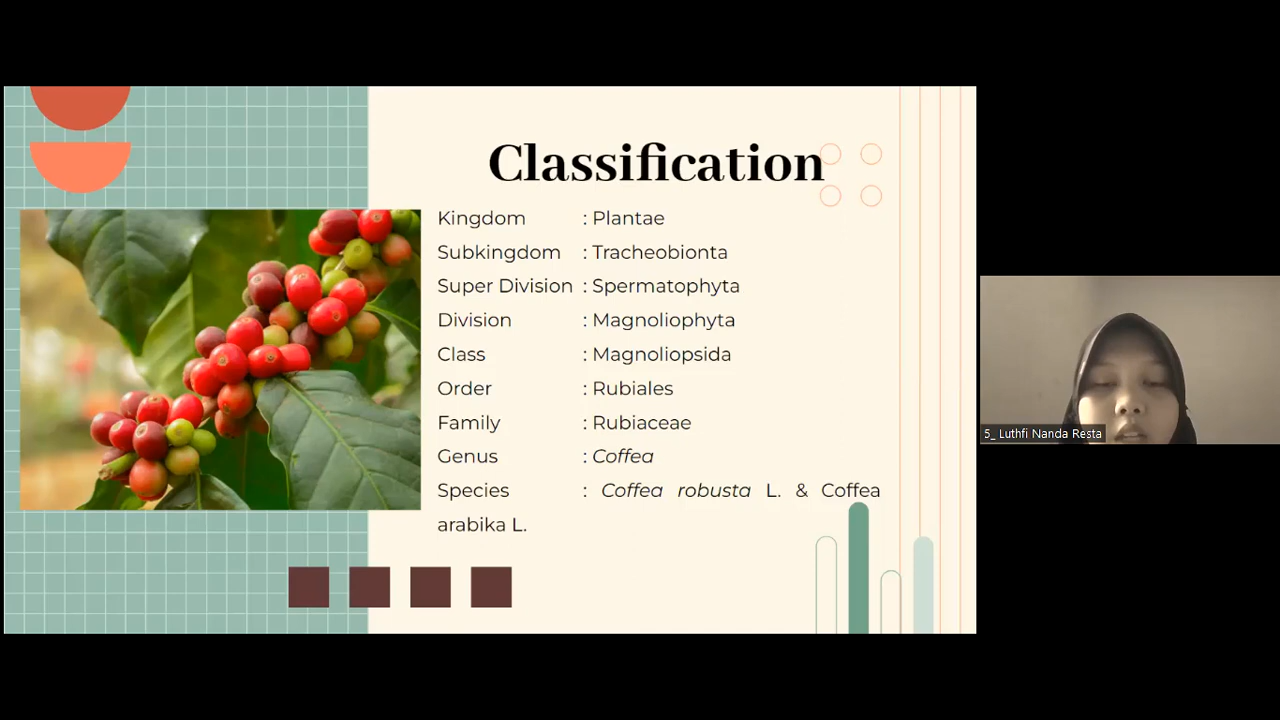 Classification
Kingdom : Plantae
Subkingdom : Tracheobionta
Super Division : Spermatophyta
Division : Magnoliophyta
Class : Magnoliopsida
Order : Rubiales
Family : Rubiaceae
Genus : Coffea
Species : Coffea robusta L. & Coffea
arabika L.
5_ Luthfi Nanda Resta